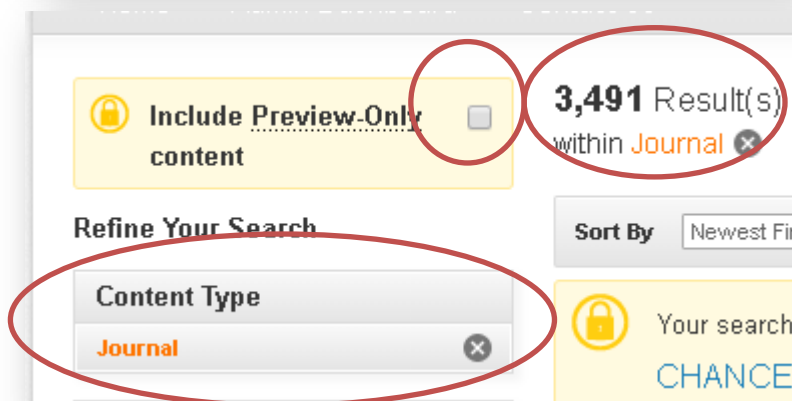 Include Preview-Only
content
3,491 Result(s)
within Journal
Refine Your Search
Sort By
Newest
Content Type
Journal
Your search
CHANCE